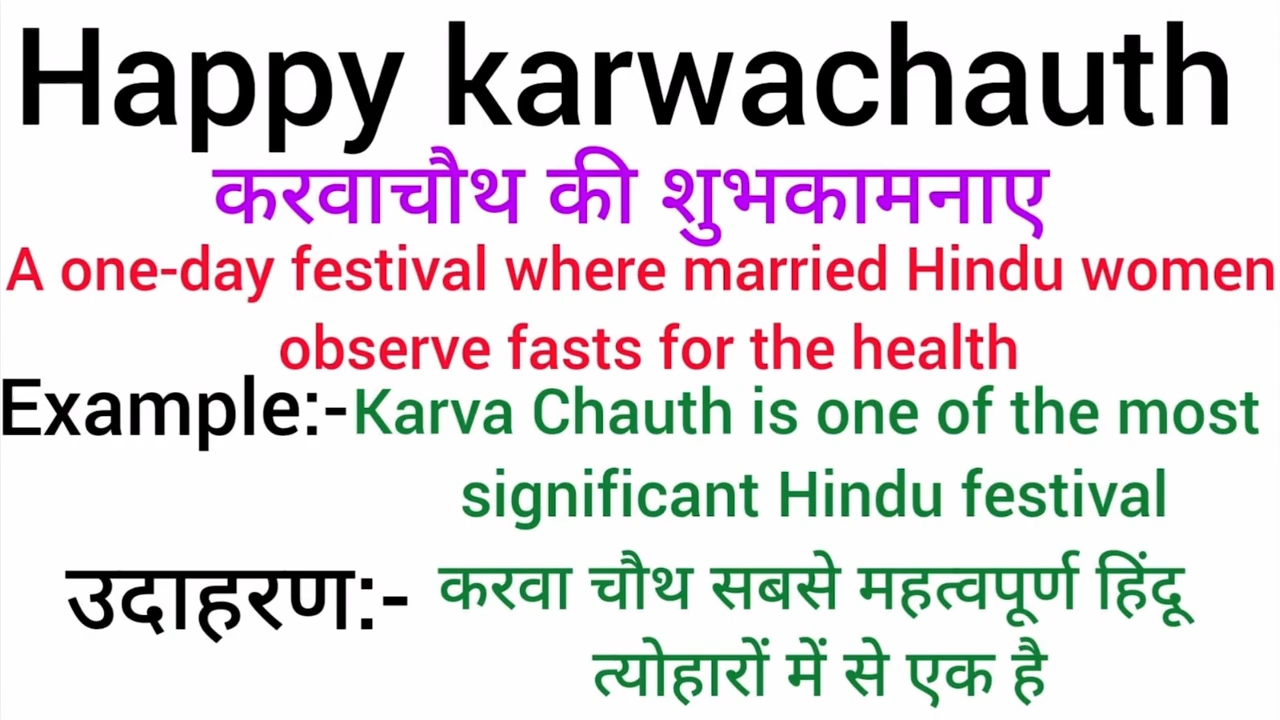 Happy karwachauth
करवाचौथ की शुभकामनाए
A one-day festival where married Hindu women
observe fasts for the health
Example:-Karva Chauth is one of the most
significant Hindu festival
उदाहरण:- करवा चौथ सबसे महत्वपूर्ण हिंदू
त्योहारों में से एक है